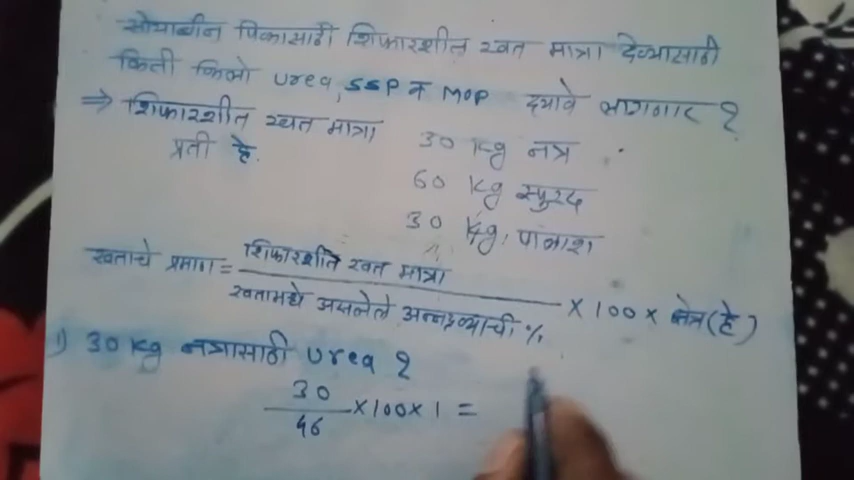 सोयाबीन पिकासाठी शिफारशीत खत मात्रा देण्यासाठी
किती किलो Urea, SSP व MOP द्यावे लागणार ?
⇒ शिफारशीत खत मात्रा 30 kg नत्र
प्रती हे.
60 kg स्फुरद
30 kg, पालाश
खताचे प्रमाण = शिफारशीत खत मात्रा
खतामध्ये असलेले अन्नद्रव्याची % × 100 × क्षेत्र (हे)
1) 30 kg नत्रासाठी Urea ?
30
46 × 100 × 1 =